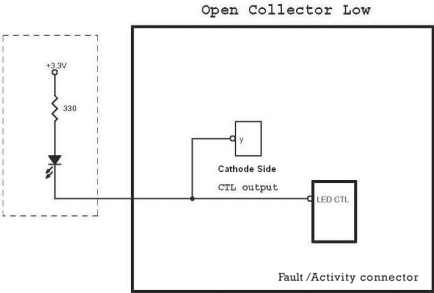 Open Collector Low
+3.3V
330
y
Cathode Side
CTL output
LED CTL
Fault /Activity connector